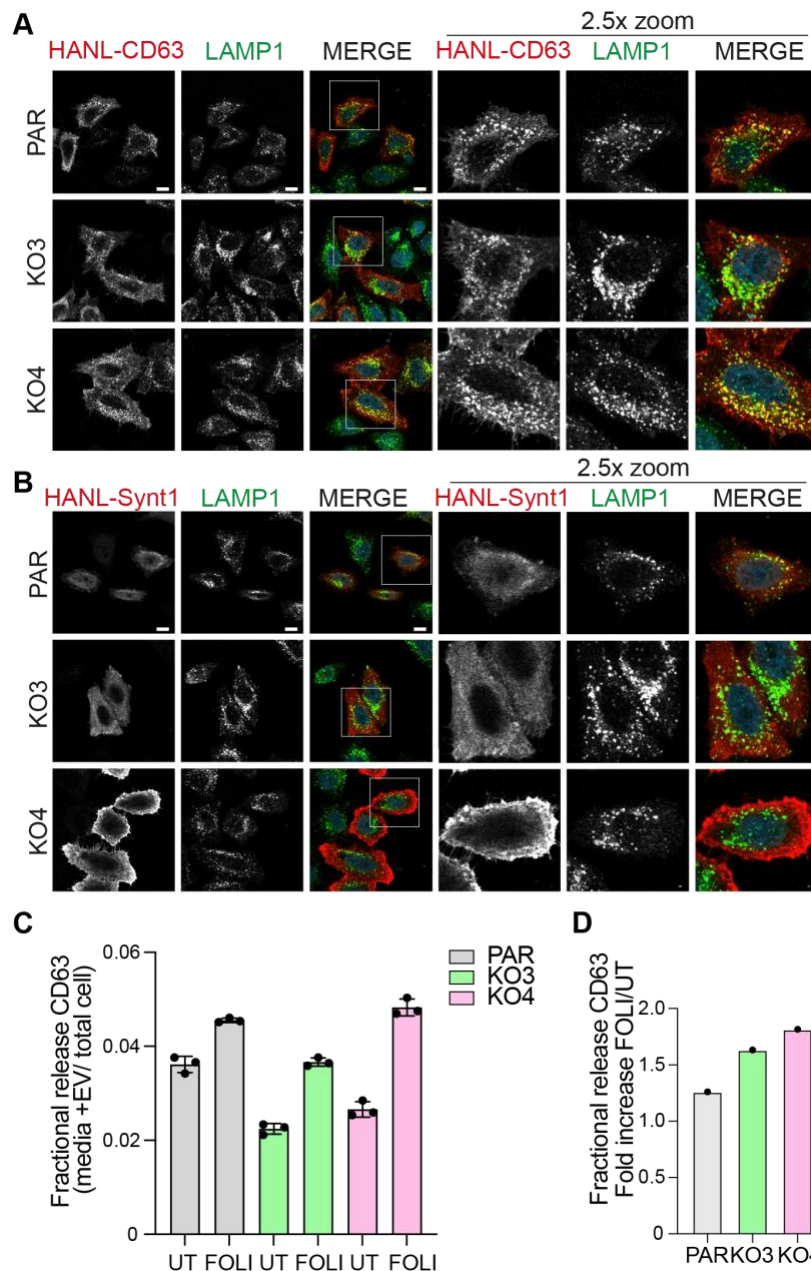 A
2.5x zoom
HANL-CD63 LAMP1 MERGE HANL-CD63 LAMP1 MERGE
PAR
KO3
KO4
B
2.5x zoom
HANL-Synt1 LAMP1 MERGE HANL-Synt1 LAMP1 MERGE
PAR
KO3
KO4
C
Fractional release CD63
(media +EV/ total cell)
0.06
0.04
0.02
0
UT FOLI UT FOLI UT FOLI
PAR
KO3
KO4
D
Fractional release CD63
Fold increase FOLI/UT
2.0
1.5
1.0
0.5
0
PAR KO3 KO4